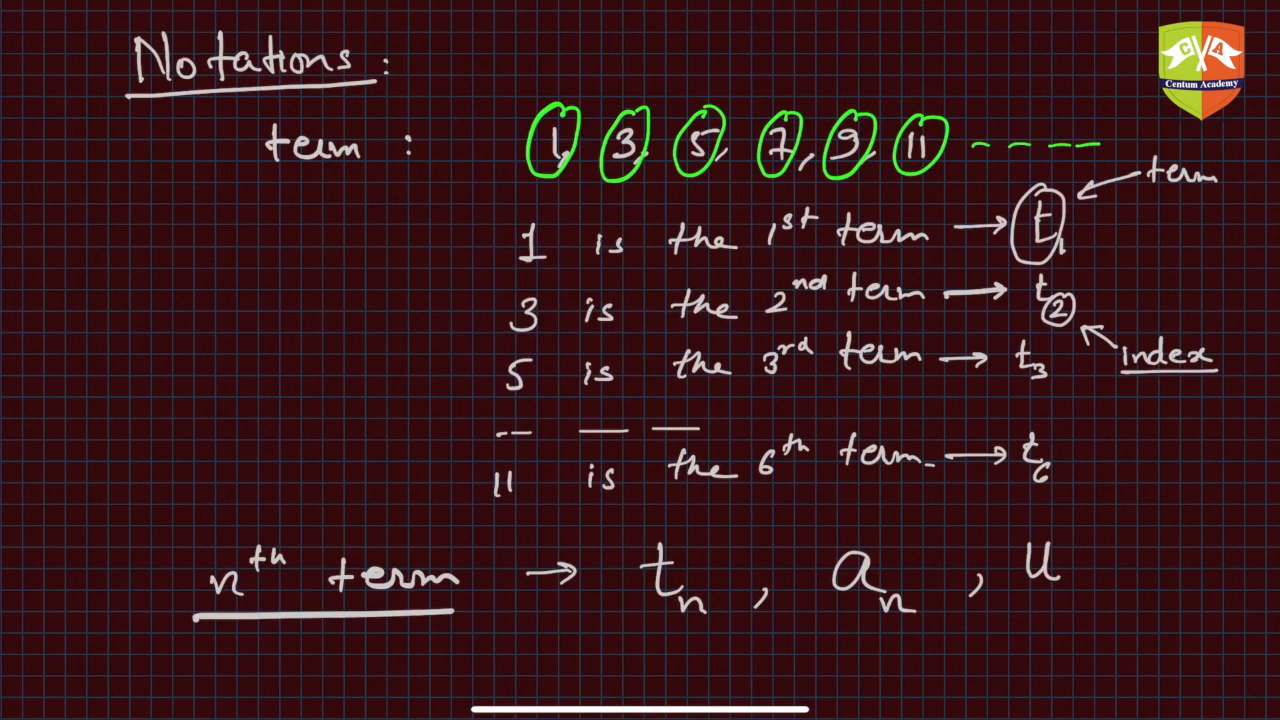 Notations:
C A
Centum Academy
term : 1, 3, 5, 7, 9, 11 - - - -
term
1 is the 1st term → t1
3 is the 2nd term → t2
index
5 is the 3rd term → t3
-- — —
11 is the 6th term. → t6
nth term → tn, an, u